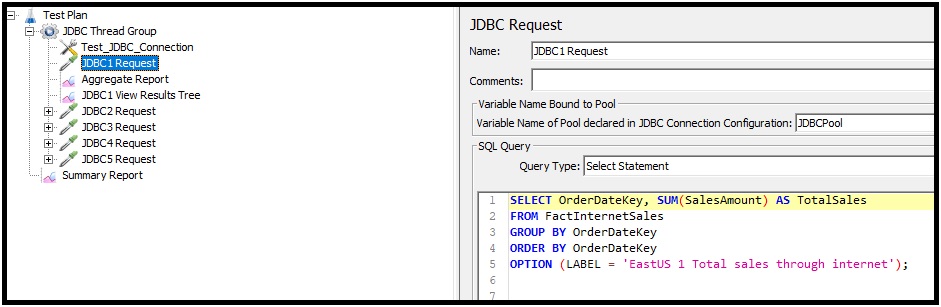 Test Plan
JDBC Thread Group
Test_JDBC_Connection
JDBC1 Request
Aggregate Report
JDBC1 View Results Tree
JDBC2 Request
JDBC3 Request
JDBC4 Request
JDBC5 Request
Summary Report
JDBC Request
Name: JDBC1 Request
Comments:
Variable Name Bound to Pool
Variable Name of Pool declared in JDBC Connection Configuration: JDBCPool
SQL Query
Query Type: Select Statement
1 SELECT OrderDateKey, SUM(SalesAmount) AS TotalSales
2 FROM FactInternetSales
3 GROUP BY OrderDateKey
4 ORDER BY OrderDateKey
5 OPTION (LABEL = 'EastUS 1 Total sales through internet');
6
7